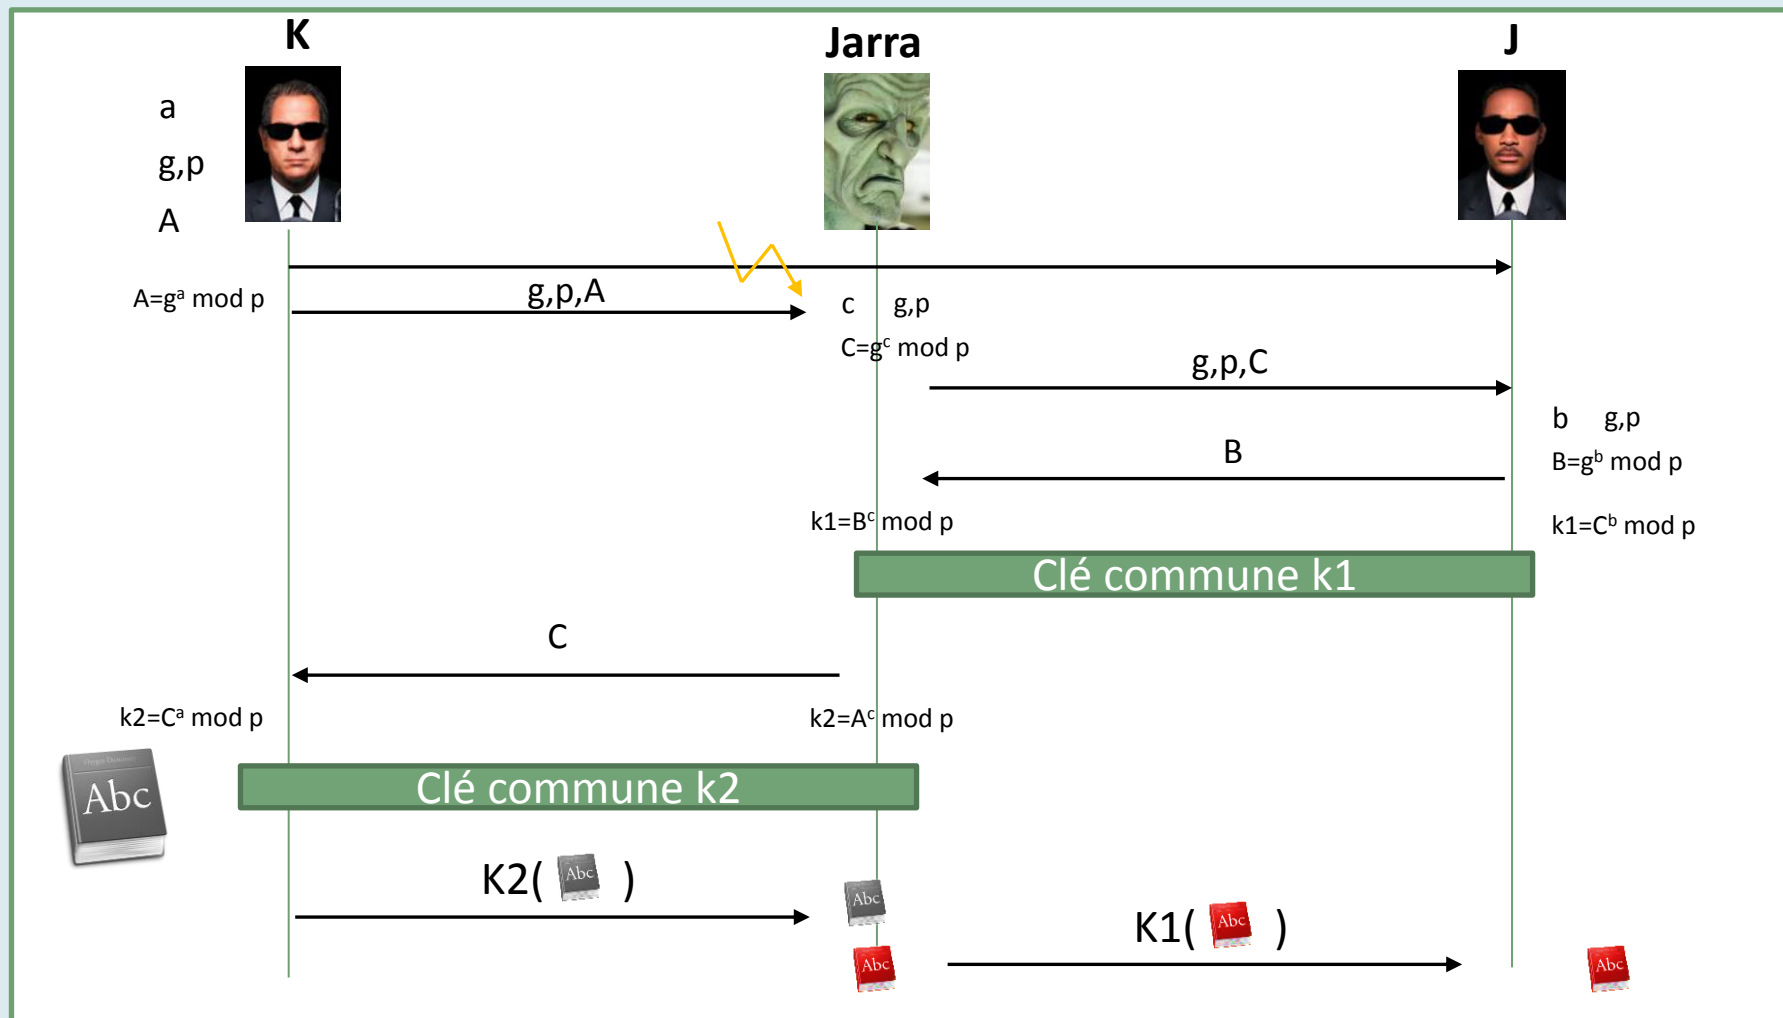 K
Jarra
J
a
g,p
A
A=gᵃ mod p
g,p,A
c g,p
C=gᶜ mod p
g,p,C
b g,p
B=gᵇ mod p
B
k1=Bᶜ mod p
k1=Cᵇ mod p
Clé commune k1
C
k2=Cᵃ mod p
k2=Aᶜ mod p
Abc
Clé commune k2
K2( Abc )
Abc
K1( Abc )
Abc
Abc